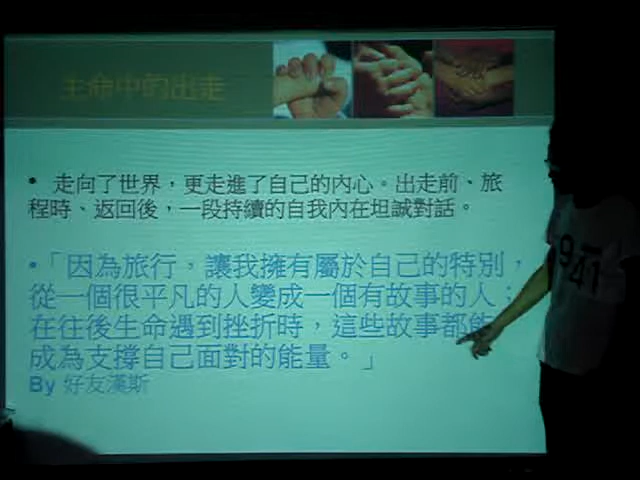 生命中的出走
• 走向了世界，更走進了自己的內心。出走前、旅
程時、返回後，一段持續的自我內在坦誠對話。
•「因為旅行，讓我擁有屬於自己的特別，
從一個很平凡的人變成一個有故事的人；
在往後生命遇到挫折時，這些故事都能
成為支撐自己面對的能量。」
By 好友漢斯
941